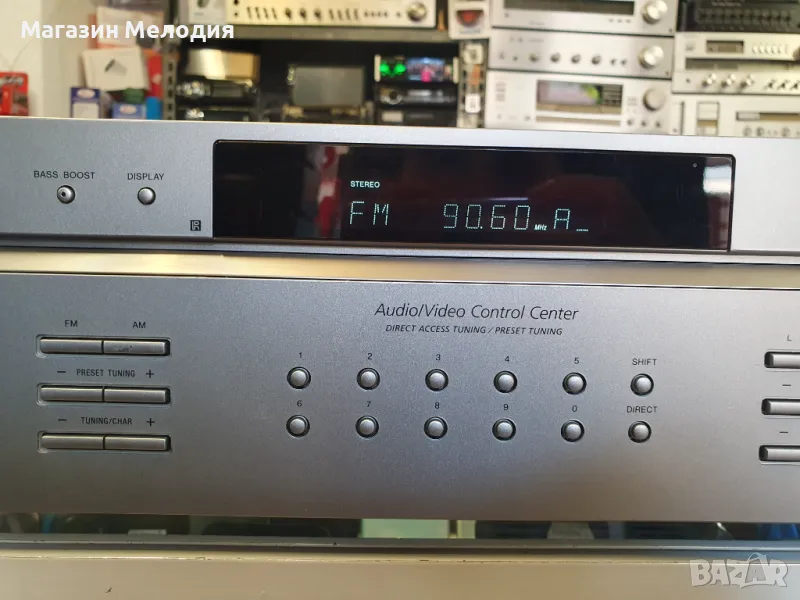 Магазин Мелодия
BASS BOOST
DISPLAY
IR
STEREO
FM 90.60 MHz A_
Audio/Video Control Center
DIRECT ACCESS TUNING / PRESET TUNING
FM AM
− PRESET TUNING +
− TUNING/CHAR +
1 2 3 4 5 SHIFT
6 7 8 9 0 DIRECT
L
−
−
BAZAR